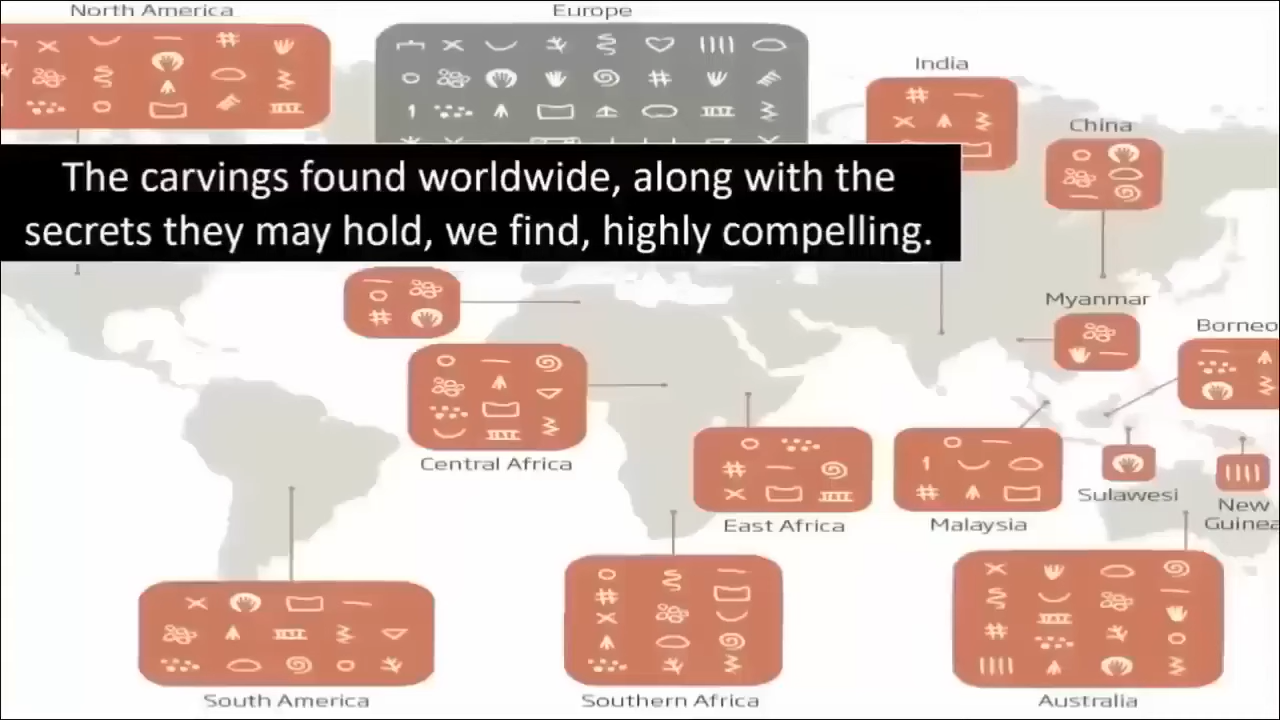 North America
Europe
India
China
The carvings found worldwide, along with the
secrets they may hold, we find, highly compelling.
Myanmar
Borneo
Central Africa
East Africa
Malaysia
Sulawesi
New
Guinea
South America
Southern Africa
Australia